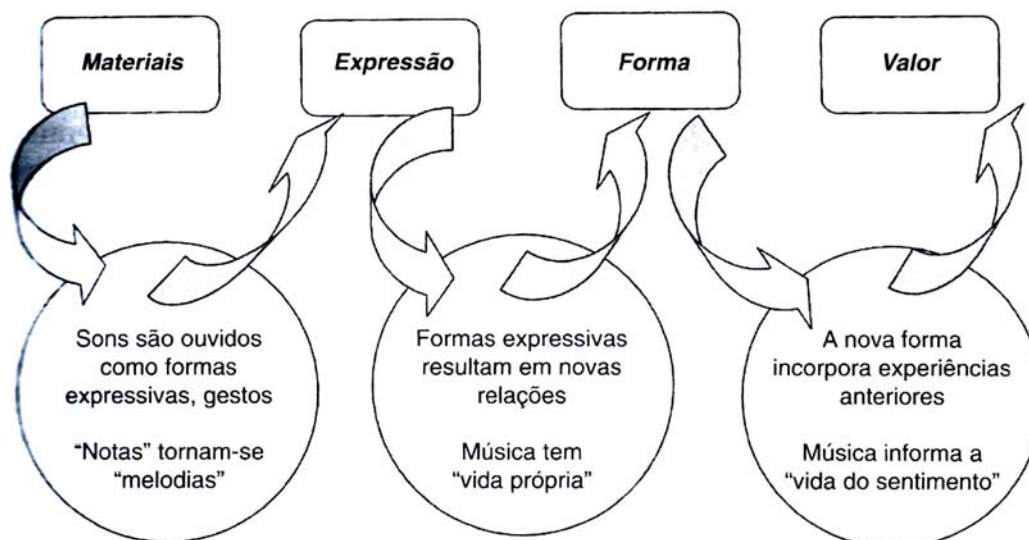 Materiais
Expressão
Forma
Valor
Sons são ouvidos
como formas
expressivas, gestos
"Notas" tornam-se
"melodias"
Formas expressivas
resultam em novas
relações
Música tem
"vida própria"
A nova forma
incorpora experiências
anteriores
Música informa a
"vida do sentimento"